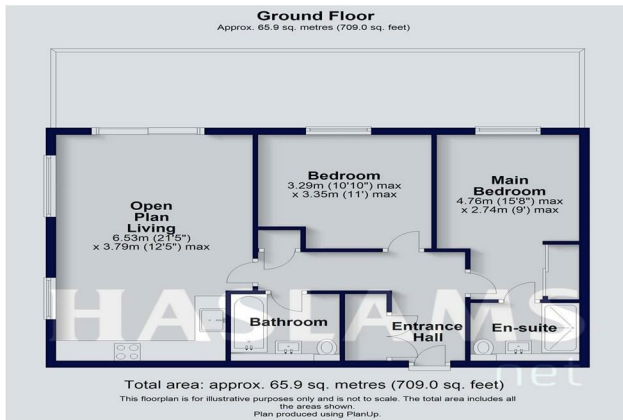 Ground Floor
Approx. 65.9 sq. metres (709.0 sq. feet)
Bedroom
3.29m (10'10") max
x 3.35m (11') max
Main
Bedroom
4.76m (15'8") max
x 2.74m (9') max
Open
Plan
Living
6.53m (21'5")
x 3.79m (12'5") max
HASLAMS
Bathroom
Entrance
Hall
En-suite
net
Total area: approx. 65.9 sq. metres (709.0 sq. feet)
This floorplan is for illustrative purposes only and is not to scale. The total area includes all
the areas shown.
Plan produced using PlanUp.